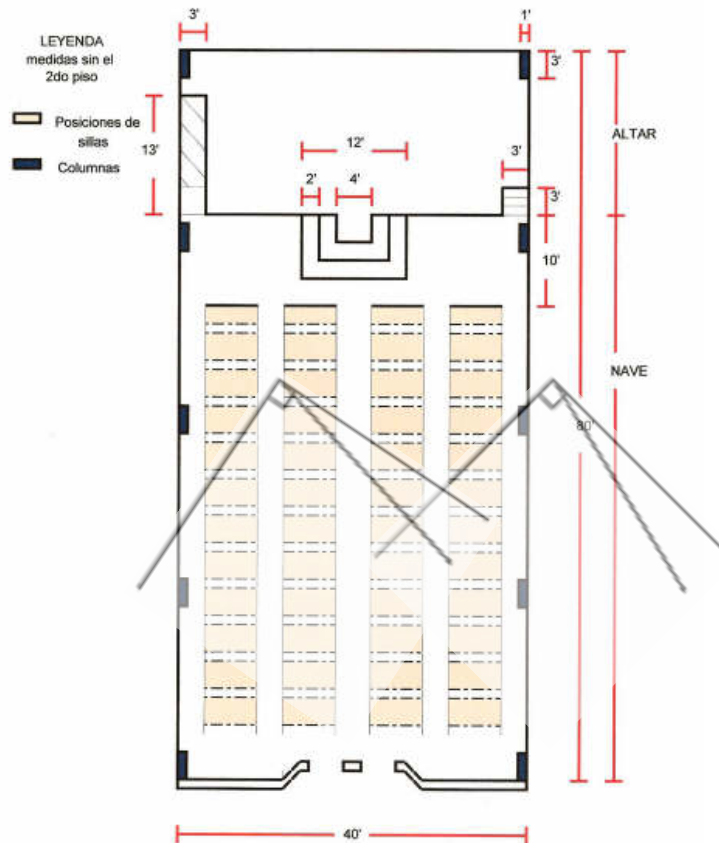 3'
1'
LEYENDA
medidas sin el
2do piso
3'
Posiciones de
sillas
13'
Columnas
12'
ALTAR
3'
2'
4'
3'
10'
NAVE
80'
40'